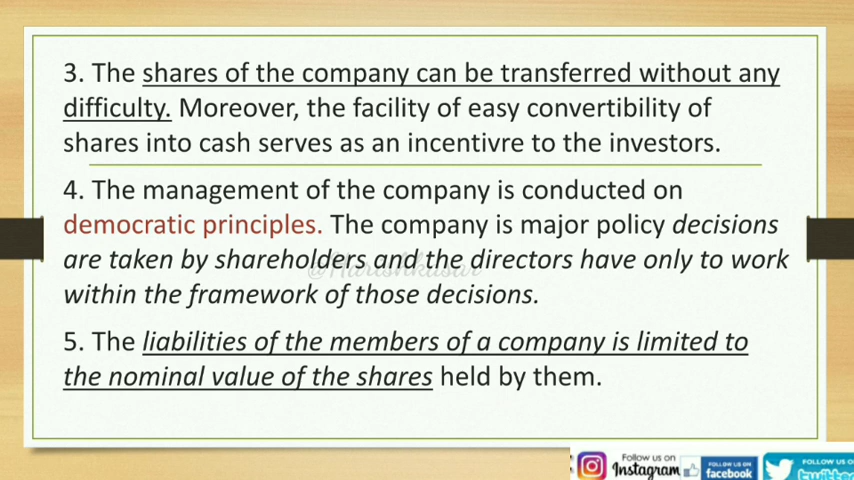 3. The shares of the company can be transferred without any
difficulty. Moreover, the facility of easy convertibility of
shares into cash serves as an incentivre to the investors.
4. The management of the company is conducted on
democratic principles. The company is major policy decisions
are taken by shareholders and the directors have only to work
within the framework of those decisions.
5. The liabilities of the members of a company is limited to
the nominal value of the shares held by them.
Follow us on
Instagram
FOLLOW US ON
facebook
FOLLOW US O
twitte